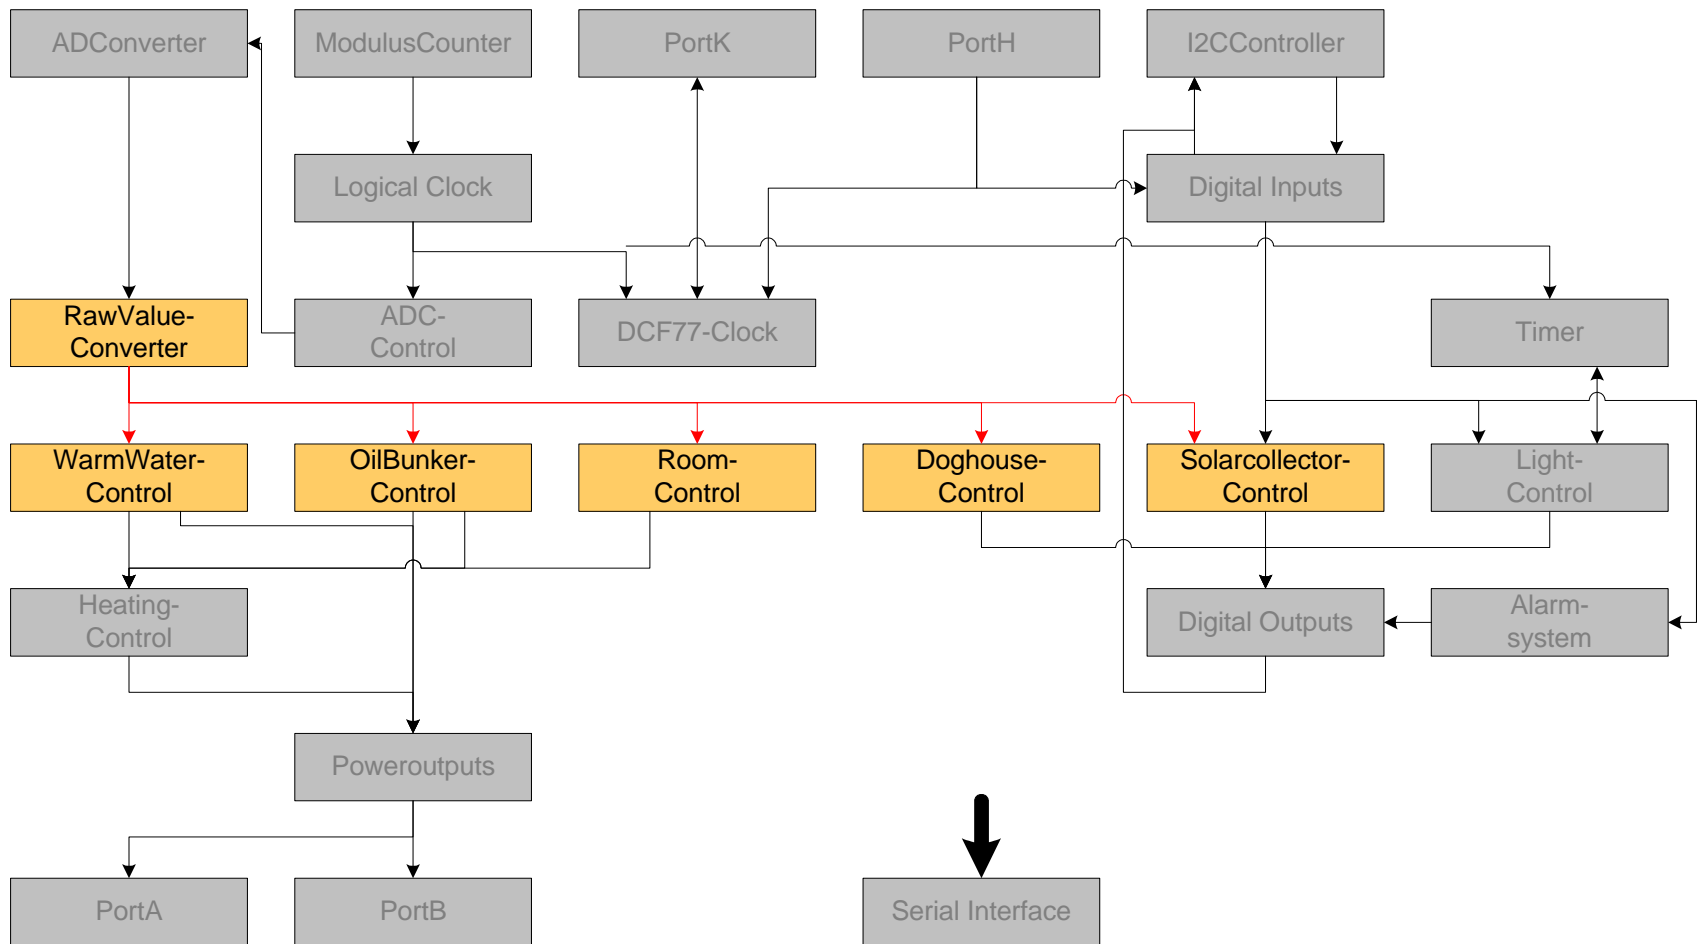 ADConverter
ModulusCounter
PortK
PortH
I2CController
Logical Clock
Digital Inputs
RawValue-
Converter
ADC-
Control
DCF77-Clock
Timer
WarmWater-
Control
OilBunker-
Control
Room-
Control
Doghouse-
Control
Solarcollector-
Control
Light-
Control
Heating-
Control
Digital Outputs
Alarm-
system
Poweroutputs
PortA
PortB
Serial Interface